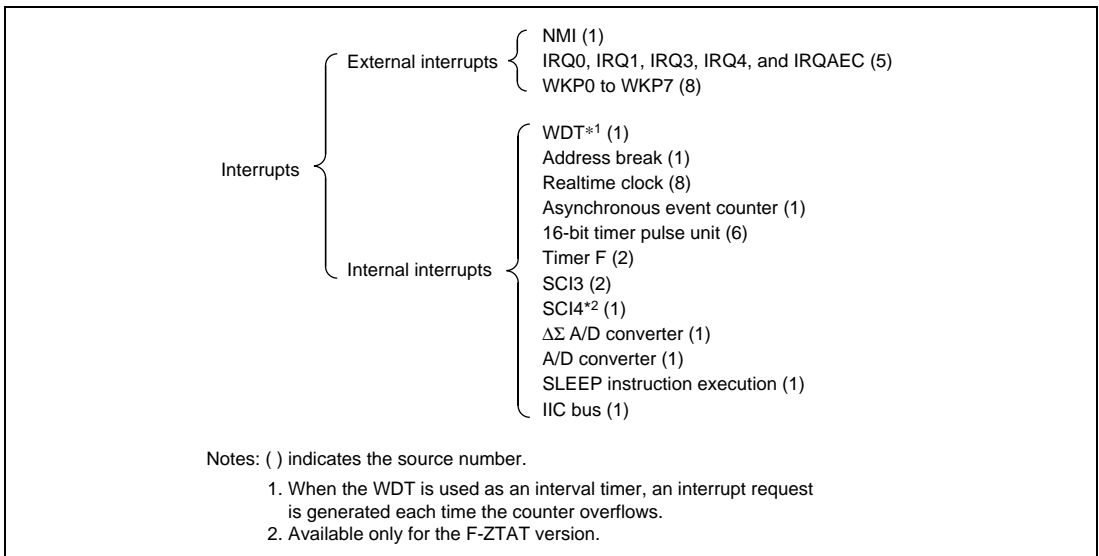 Interrupts
External interrupts
NMI (1)
IRQ0, IRQ1, IRQ3, IRQ4, and IRQAEC (5)
WKP0 to WKP7 (8)
Internal interrupts
WDT*1 (1)
Address break (1)
Realtime clock (8)
Asynchronous event counter (1)
16-bit timer pulse unit (6)
Timer F (2)
SCI3 (2)
SCI4*2 (1)
ΔΣ A/D converter (1)
A/D converter (1)
SLEEP instruction execution (1)
IIC bus (1)
Notes: ( ) indicates the source number.
1. When the WDT is used as an interval timer, an interrupt request
is generated each time the counter overflows.
2. Available only for the F-ZTAT version.